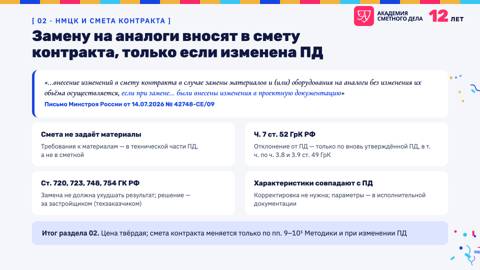 [ 02 - НМЦК И СМЕТА КОНТРАКТА ]
АКАДЕМИЯ
СМЕТНОГО ДЕЛА
12 ЛЕТ
Замену на аналоги вносят в смету
контракта, только если изменена ПД
«...внесение изменений в смету контракта в случае замены материалов и (или) оборудования на аналоги без изменения их
объёма осуществляется, если при замене... были внесены изменения в проектную документацию»
Письмо Минстроя России от 14.07.2026 № 42748-СЕ/09
Смета не задаёт материалы
Требования к материалам — в технической части ПД,
а не в сметной
Ч. 7 ст. 52 ГрК РФ
Отклонение от ПД — только по вновь утверждённой ПД, в т.
ч. по ч. 3.8 и 3.9 ст. 49 ГрК
Ст. 720, 723, 748, 754 ГК РФ
Замена не должна ухудшать результат; решение —
за застройщиком (техзаказчиком)
Характеристики совпадают с ПД
Корректировка не нужна; параметры — в исполнительной
документации
Итог раздела 02. Цена твёрдая; смета контракта меняется только по пп. 9–10¹ Методики и при изменении ПД